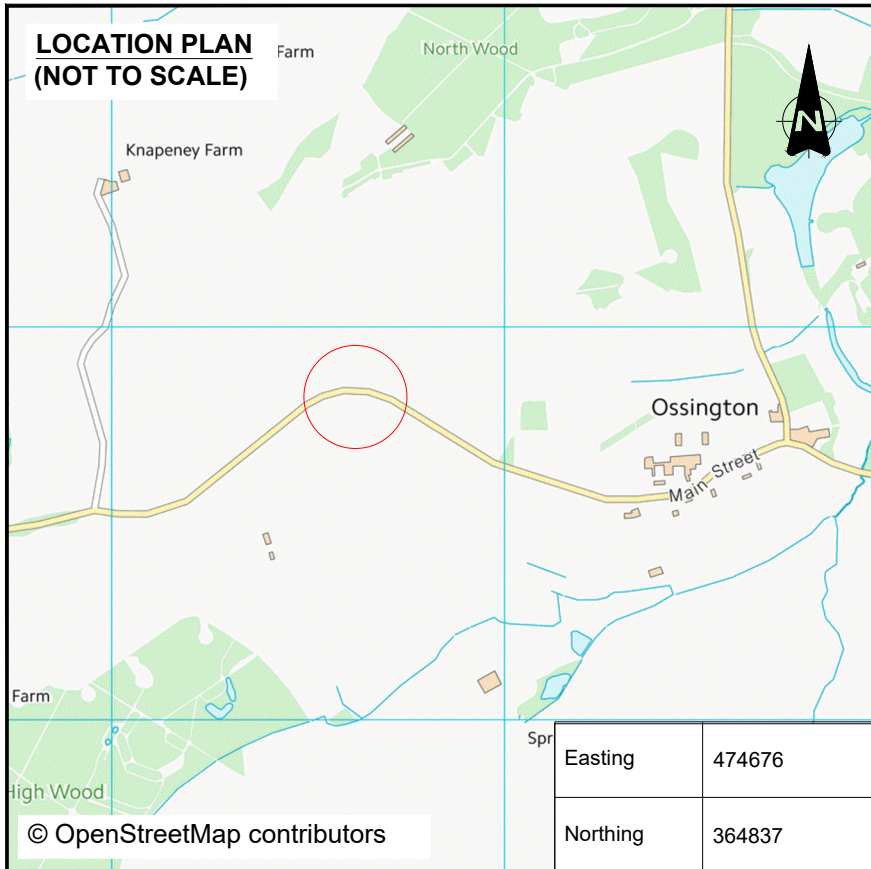 LOCATION PLAN
(NOT TO SCALE)
Farm
North Wood
N
Knapeney Farm
Ossington
Main Street
Farm
High Wood
Spr
Easting 474676
Northing 364837
© OpenStreetMap contributors